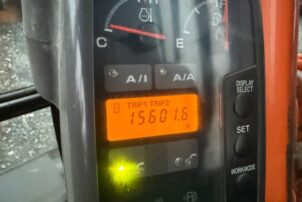 C
E
A/I
A/A
DISPLAY
SELECT
TRIP1 TRIP2
15601.6
h
SET
WORKMODE